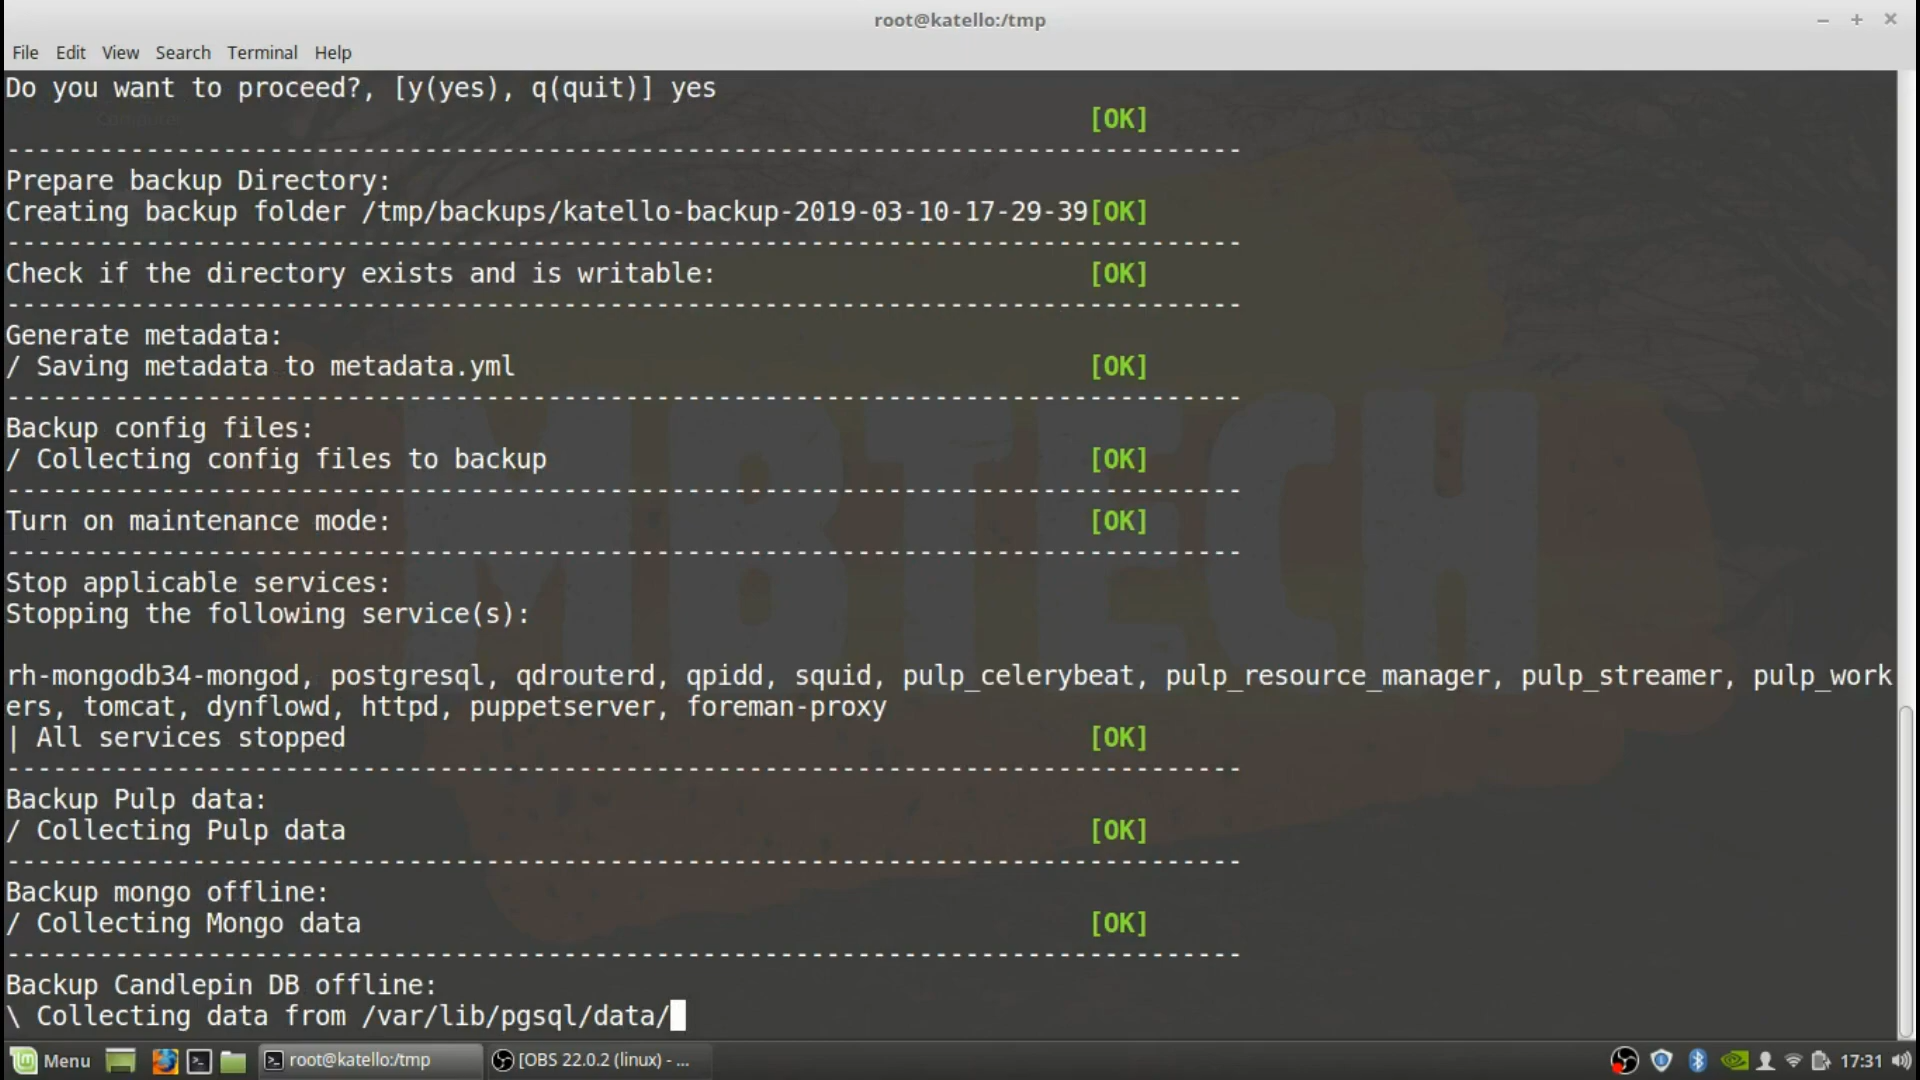 root@katello:/tmp
File Edit View Search Terminal Help
Do you want to proceed?, [y(yes), q(quit)] yes
[OK]
--------------------------------------------------------------------------------
Prepare backup Directory:
Creating backup folder /tmp/backups/katello-backup-2019-03-10-17-29-39[OK]
--------------------------------------------------------------------------------
Check if the directory exists and is writable: [OK]
--------------------------------------------------------------------------------
Generate metadata:
/ Saving metadata to metadata.yml [OK]
--------------------------------------------------------------------------------
Backup config files:
/ Collecting config files to backup [OK]
--------------------------------------------------------------------------------
Turn on maintenance mode: [OK]
--------------------------------------------------------------------------------
Stop applicable services:
Stopping the following service(s):
rh-mongodb34-mongod, postgresql, qdrouterd, qpidd, squid, pulp_celerybeat, pulp_resource_manager, pulp_streamer, pulp_work
ers, tomcat, dynflowd, httpd, puppetserver, foreman-proxy
| All services stopped [OK]
--------------------------------------------------------------------------------
Backup Pulp data:
/ Collecting Pulp data [OK]
--------------------------------------------------------------------------------
Backup mongo offline:
/ Collecting Mongo data [OK]
--------------------------------------------------------------------------------
Backup Candlepin DB offline:
\ Collecting data from /var/lib/pgsql/data/
MBTECH
Menu root@katello:/tmp [OBS 22.0.2 (linux) - ... 17:31